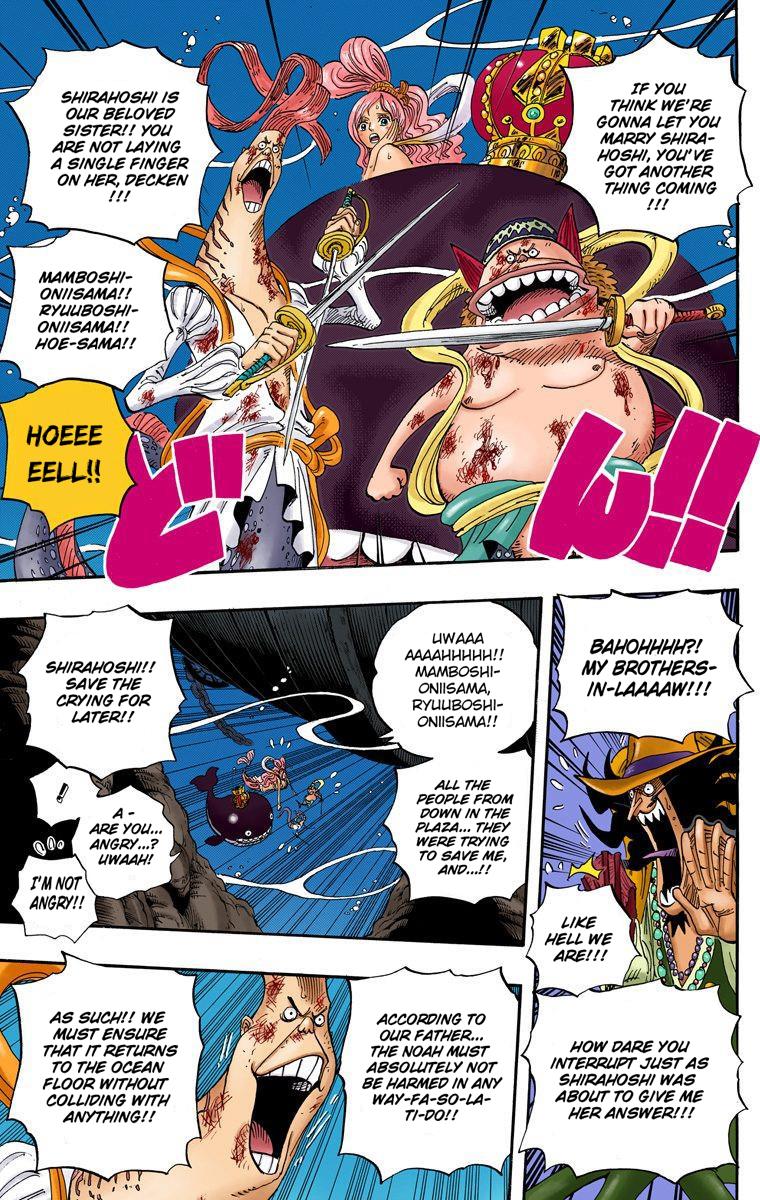 IF YOU
THINK WE'RE
GONNA LET YOU
MARRY SHIRA-
HOSHI, YOU'VE
GOT ANOTHER
THING COMING
!!!
SHIRAHOSHI IS
OUR BELOVED
SISTER!! YOU
ARE NOT LAYING
A SINGLE FINGER
ON HER, DECKEN
!!!
MAMBOSHI-
ONIISAMA!!
RYUUBOSHI-
ONIISAMA!!
HOE-SAMA!!
HOEEE
EELL!!
どん!!
BAHOHHHH?!
MY BROTHERS-
IN-LAAAAW!!!
LIKE
HELL WE
ARE!!!
HOW DARE YOU
INTERRUPT JUST AS
SHIRAHOSHI WAS
ABOUT TO GIVE ME
HER ANSWER!!!
UWAAA
AAAAHHHHH!!
MAMBOSHI-
ONIISAMA,
RYUUBOSHI-
ONIISAMA!!
ALL THE
PEOPLE FROM
DOWN IN THE
PLAZA... THEY
WERE TRYING
TO SAVE ME,
AND...!!
SHIRAHOSHI!!
SAVE THE
CRYING FOR
LATER!!
!!
A -
ARE YOU...
ANGRY...?
UWAAH!
I'M NOT
ANGRY!!
ACCORDING TO
OUR FATHER...
THE NOAH MUST
ABSOLUTELY NOT
BE HARMED IN ANY
WAY-FA-SO-LA-
TI-DO!!
AS SUCH!! WE
MUST ENSURE
THAT IT RETURNS
TO THE OCEAN
FLOOR WITHOUT
COLLIDING WITH
ANYTHING!!